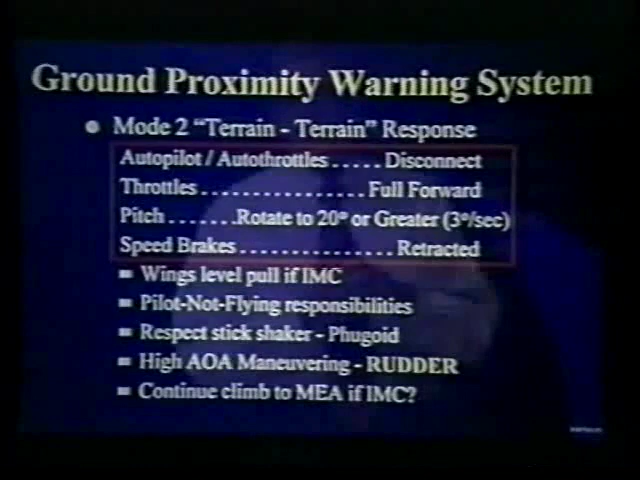 Ground Proximity Warning System
Mode 2 “Terrain - Terrain” Response
Autopilot / Autothrottles . . . . . Disconnect
Throttles . . . . . . . . . . . . . . . . Full Forward
Pitch . . . . . . .Rotate to 20° or Greater (3°/sec)
Speed Brakes . . . . . . . . . . . . . . . Retracted
Wings level pull if IMC
Pilot-Not-Flying responsibilities
Respect stick shaker - Phugoid
High AOA Maneuvering - RUDDER
Continue climb to MEA if IMC?